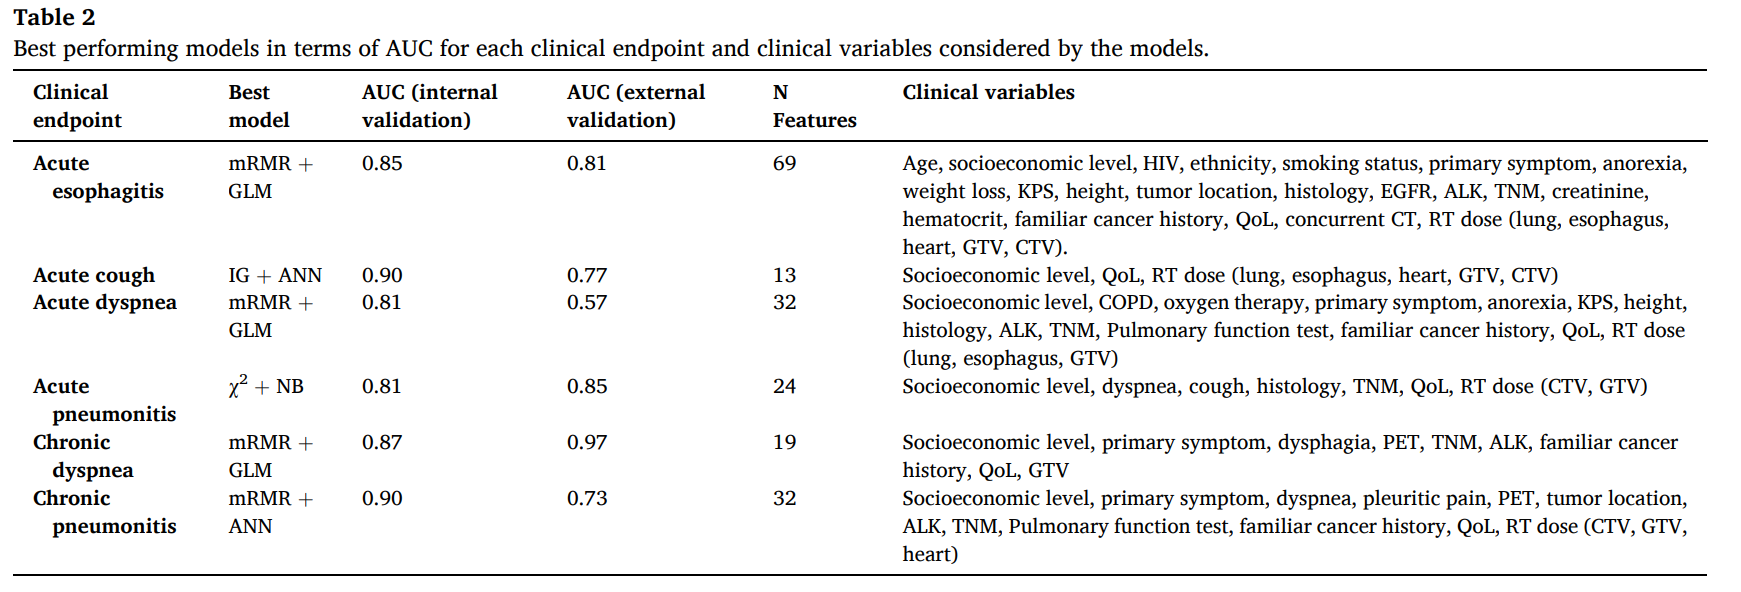 Table 2
Best performing models in terms of AUC for each clinical endpoint and clinical variables considered by the models.
Clinical endpoint Best model AUC (internal validation) AUC (external validation) N Features Clinical variables
Acute esophagitis mRMR + GLM 0.85 0.81 69 Age, socioeconomic level, HIV, ethnicity, smoking status, primary symptom, anorexia,
weight loss, KPS, height, tumor location, histology, EGFR, ALK, TNM, creatinine,
hematocrit, familiar cancer history, QoL, concurrent CT, RT dose (lung, esophagus,
heart, GTV, CTV).
Acute cough IG + ANN 0.90 0.77 13 Socioeconomic level, QoL, RT dose (lung, esophagus, heart, GTV, CTV)
Acute dyspnea mRMR + GLM 0.81 0.57 32 Socioeconomic level, COPD, oxygen therapy, primary symptom, anorexia, KPS, height,
histology, ALK, TNM, Pulmonary function test, familiar cancer history, QoL, RT dose
(lung, esophagus, GTV)
Acute pneumonitis χ² + NB 0.81 0.85 24 Socioeconomic level, dyspnea, cough, histology, TNM, QoL, RT dose (CTV, GTV)
Chronic dyspnea mRMR + GLM 0.87 0.97 19 Socioeconomic level, primary symptom, dysphagia, PET, TNM, ALK, familiar cancer
history, QoL, GTV
Chronic pneumonitis mRMR + ANN 0.90 0.73 32 Socioeconomic level, primary symptom, dyspnea, pleuritic pain, PET, tumor location,
ALK, TNM, Pulmonary function test, familiar cancer history, QoL, RT dose (CTV, GTV,
heart)